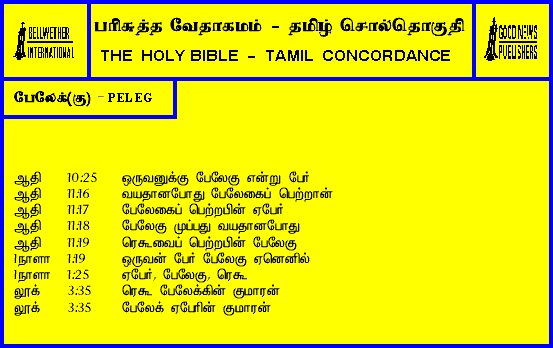 BELLWETHER
INTERNATIONAL
பரிசுத்த வேதாகமம் - தமிழ் சொல்தொகுதி
THE HOLY BIBLE - TAMIL CONCORDANCE
GOOD NEWS
PUBLISHERS
பேலேக்(கு) - PELEG
ஆதி 10:25 ஒருவனுக்கு பேலேகு என்று பேர்
ஆதி 11:16 வயதானபோது பேலேகைப் பெற்றான்
ஆதி 11:17 பேலேகைப் பெற்றபின் ஏபேர்
ஆதி 11:18 பேலேகு முப்பது வயதானபோது
ஆதி 11:19 ரெகூவைப் பெற்றபின் பேலேகு
1நாளா 1:19 ஒருவன் பேர் பேலேகு ஏனெனில்
1நாளா 1:25 ஏபேர், பேலேகு, ரெகூ
லூக் 3:35 ரெகூ பேலேக்கின் குமாரன்
லூக் 3:35 பேலேக் ஏபேரின் குமாரன்